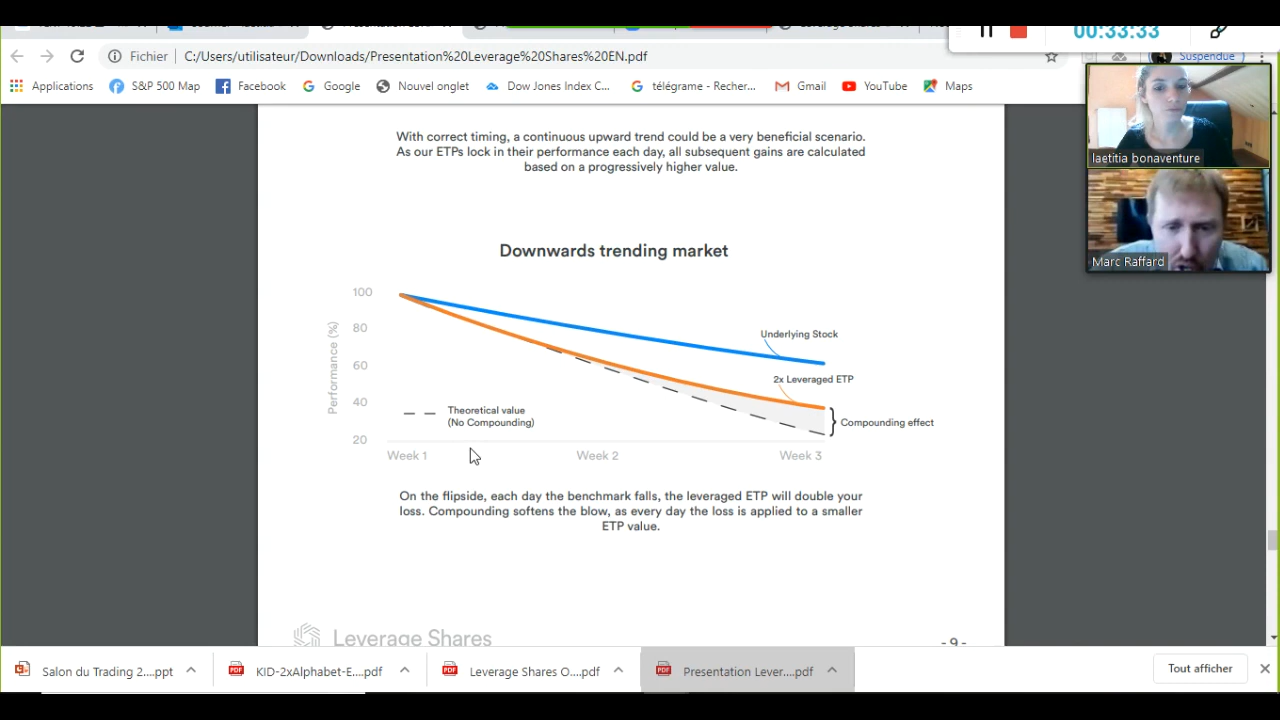 00:33:33
Fichier
C:/Users/utilisateur/Downloads/Presentation%20Leverage%20Shares%20EN.pdf
Suspendue
Applications
S&P 500 Map
Facebook
Google
Nouvel onglet
Dow Jones Index C...
télégrame - Recher...
Gmail
YouTube
Maps
laetitia bonaventure
Marc Raffard
With correct timing, a continuous upward trend could be a very beneficial scenario.
As our ETPs lock in their performance each day, all subsequent gains are calculated
based on a progressively higher value.
Downwards trending market
Performance (%)
100
80
60
40
20
Underlying Stock
2x Leveraged ETP
Compounding effect
Theoretical value
(No Compounding)
Week 1
Week 2
Week 3
On the flipside, each day the benchmark falls, the leveraged ETP will double your
loss. Compounding softens the blow, as every day the loss is applied to a smaller
ETP value.
Leverage Shares
- 9 -
Salon du Trading 2....ppt
KID-2xAlphabet-E....pdf
Leverage Shares O....pdf
Presentation Lever....pdf
Tout afficher